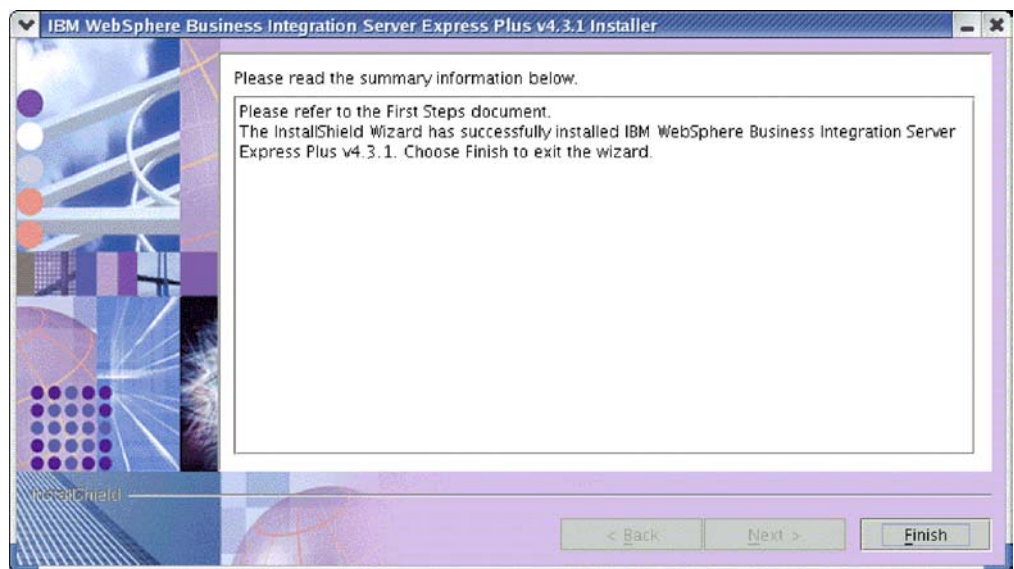 IBM WebSphere Business Integration Server Express Plus v4.3.1 Installer
Please read the summary information below.
Please refer to the First Steps document.
The InstallShield Wizard has successfully installed IBM WebSphere Business Integration Server
Express Plus v4.3.1. Choose Finish to exit the wizard.
InstallShield
< Back
Next >
Finish